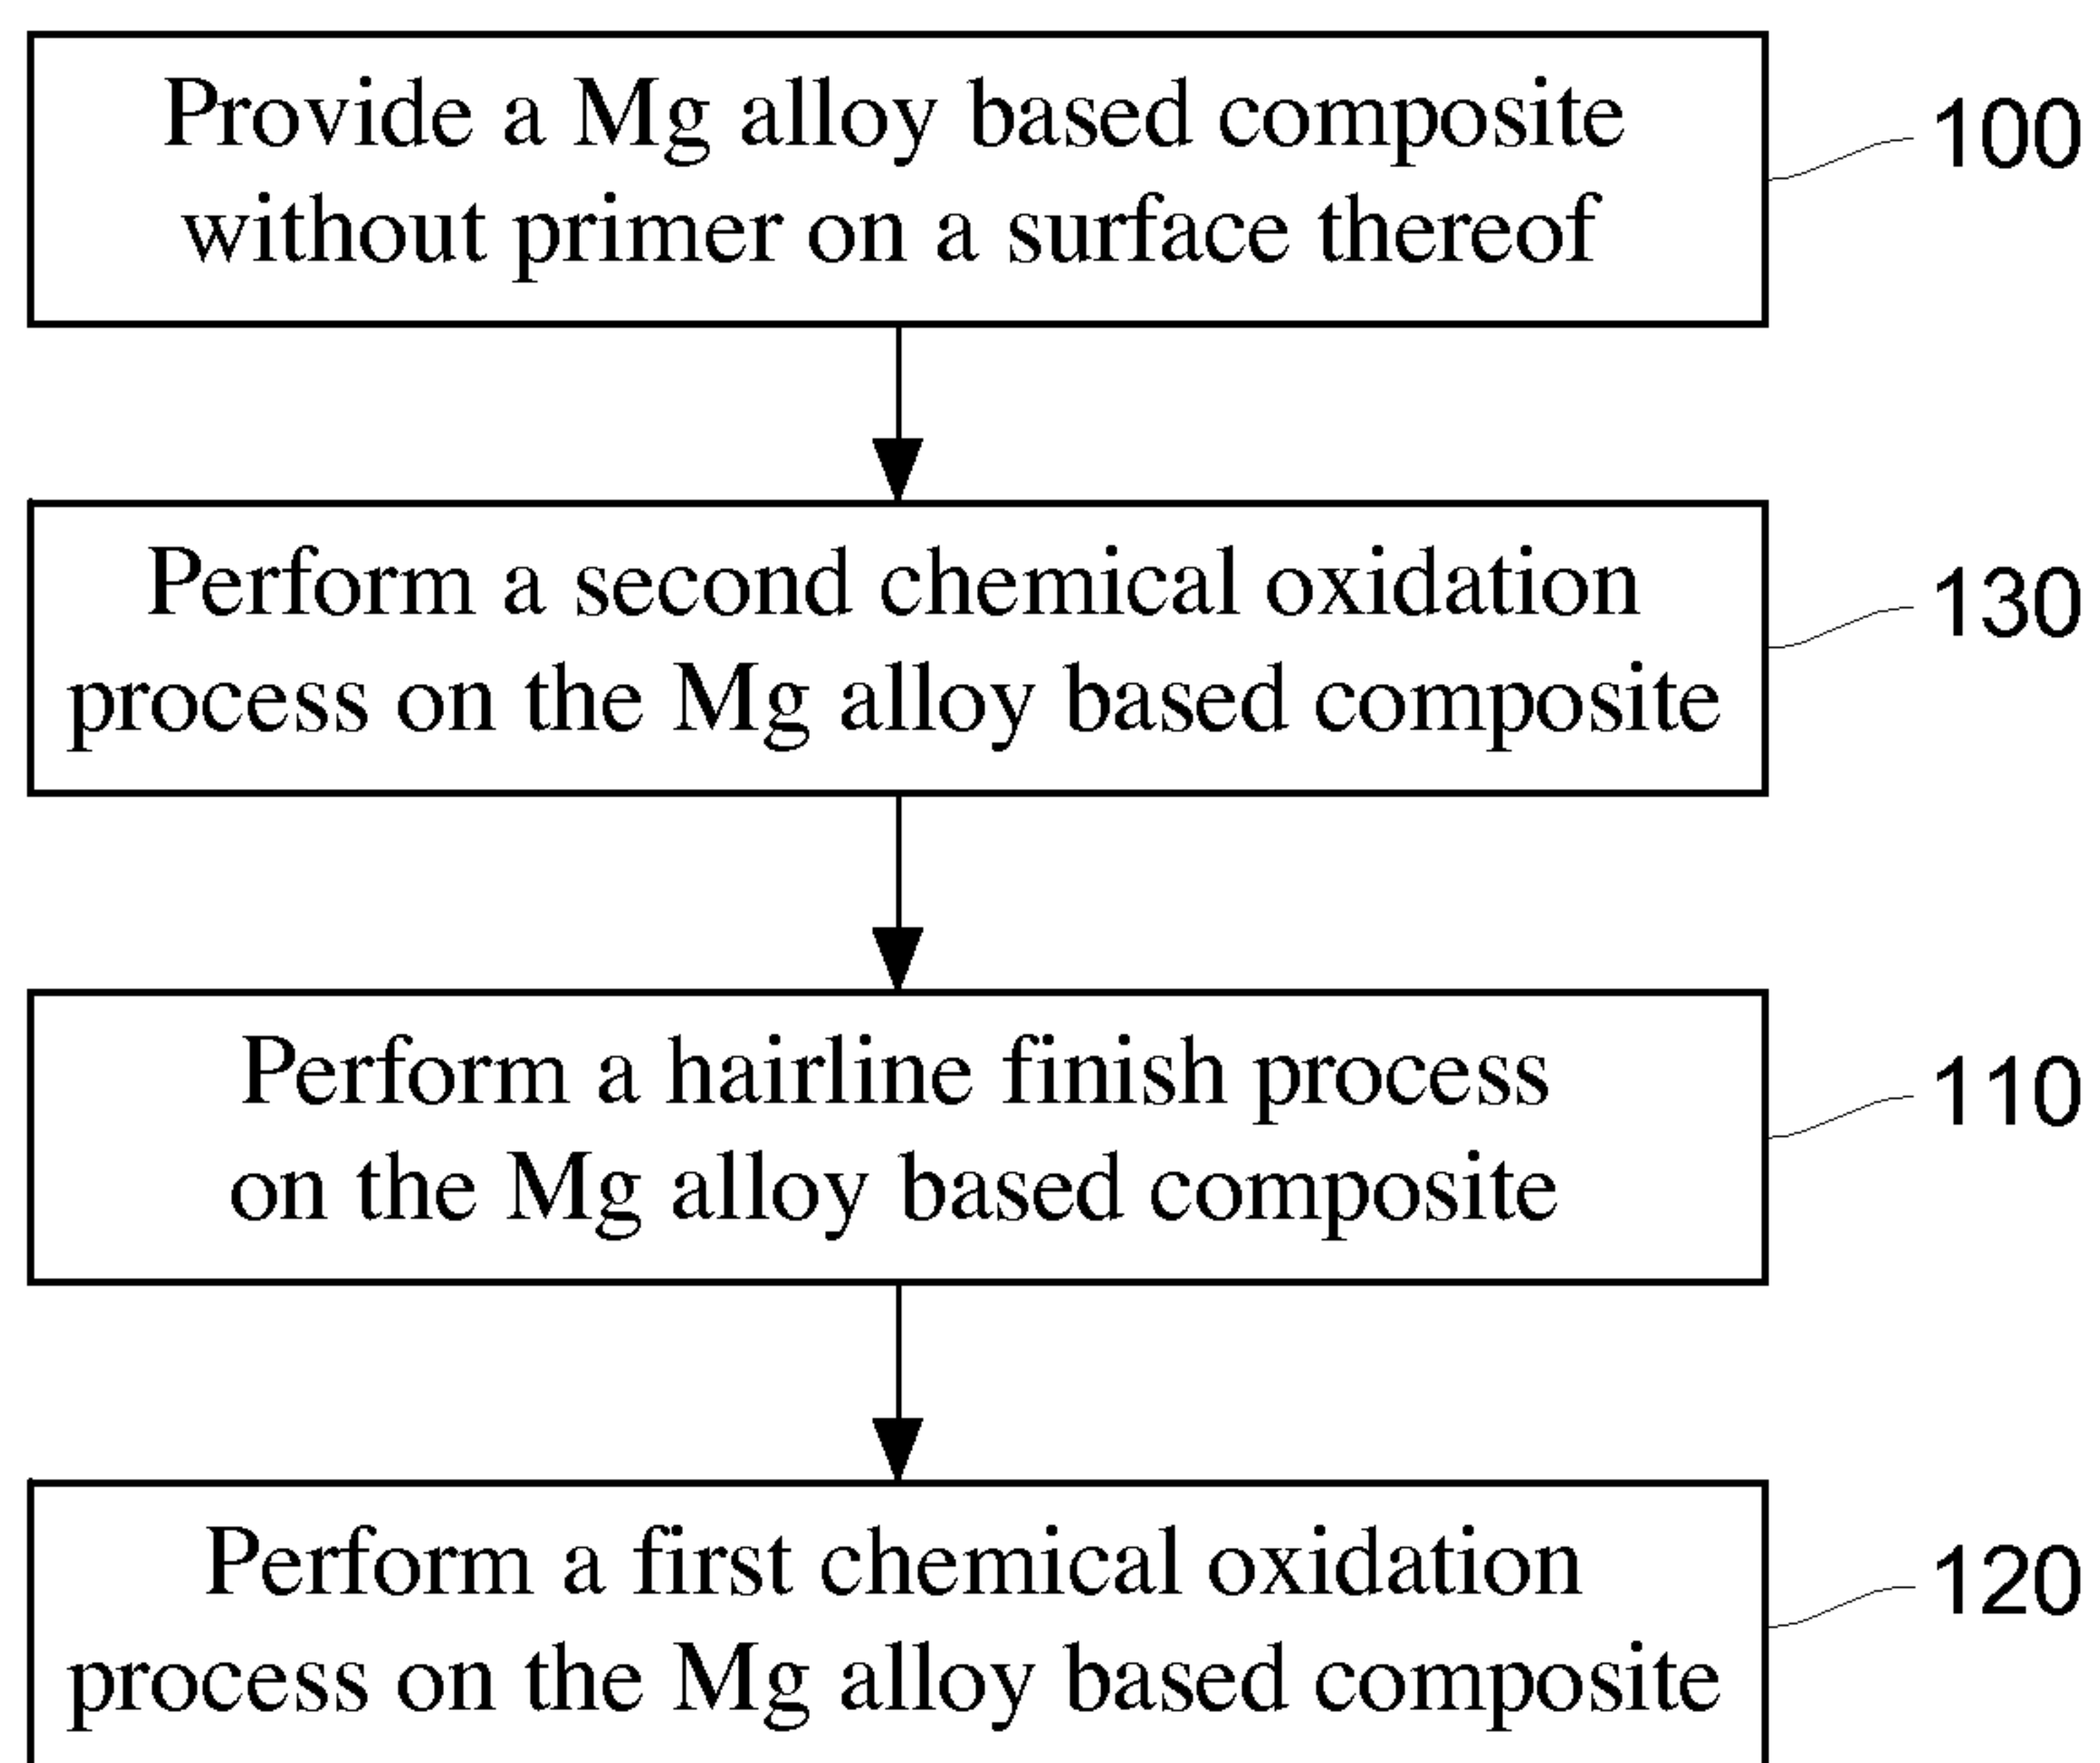 Provide a Mg alloy based composite
without primer on a surface thereof
100
Perform a second chemical oxidation
process on the Mg alloy based composite
130
Perform a hairline finish process
on the Mg alloy based composite
110
Perform a first chemical oxidation
process on the Mg alloy based composite
120